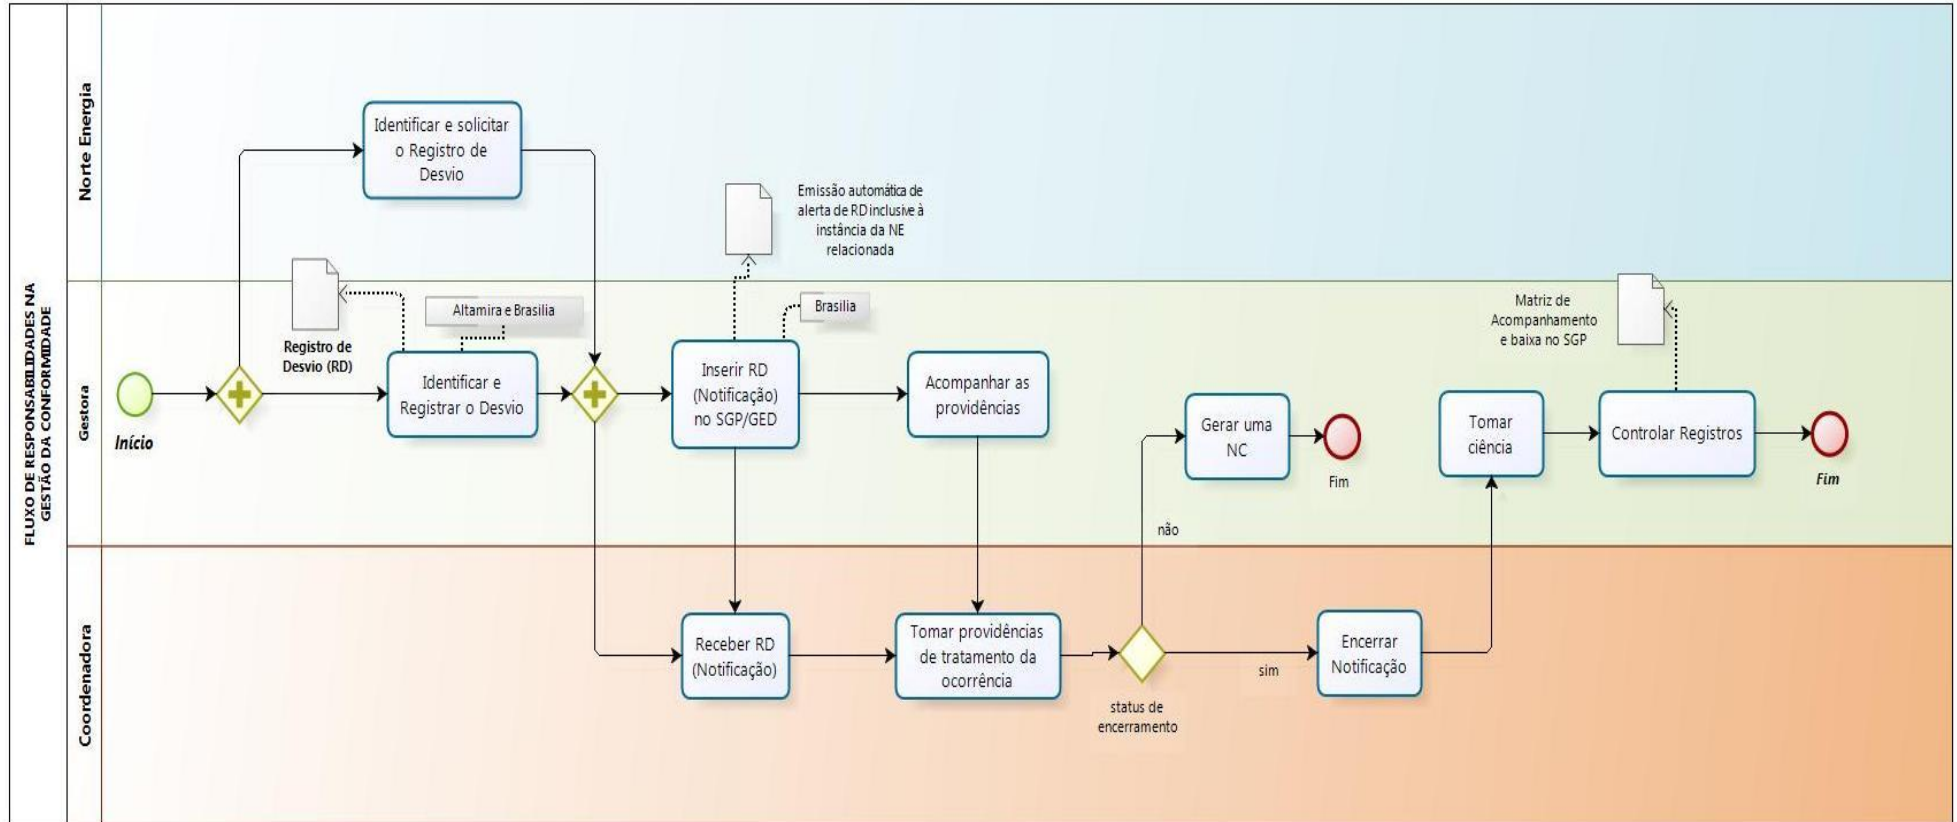 FLUXO DE RESPONSABILIDADES NA
GESTÃO DA CONFORMIDADE
Norte Energia
Identificar e solicitar
o Registro de
Desvio
Emissão automática de
alerta de RD inclusive à
instância da NE
relacionada
Gestora
Início
Registro de
Desvio (RD)
Altamira e Brasilia
Identificar e
Registrar o Desvio
Inserir RD
(Notificação)
no SGP/GED
Brasilia
Acompanhar as
providências
Gerar uma
NC
Fim
não
Tomar
ciência
Matriz de
Acompanhamento
e baixa no SGP
Controlar Registros
Fim
Coordenadora
Receber RD
(Notificação)
Tomar providências
de tratamento da
ocorrência
status de
encerramento
sim
Encerrar
Notificação